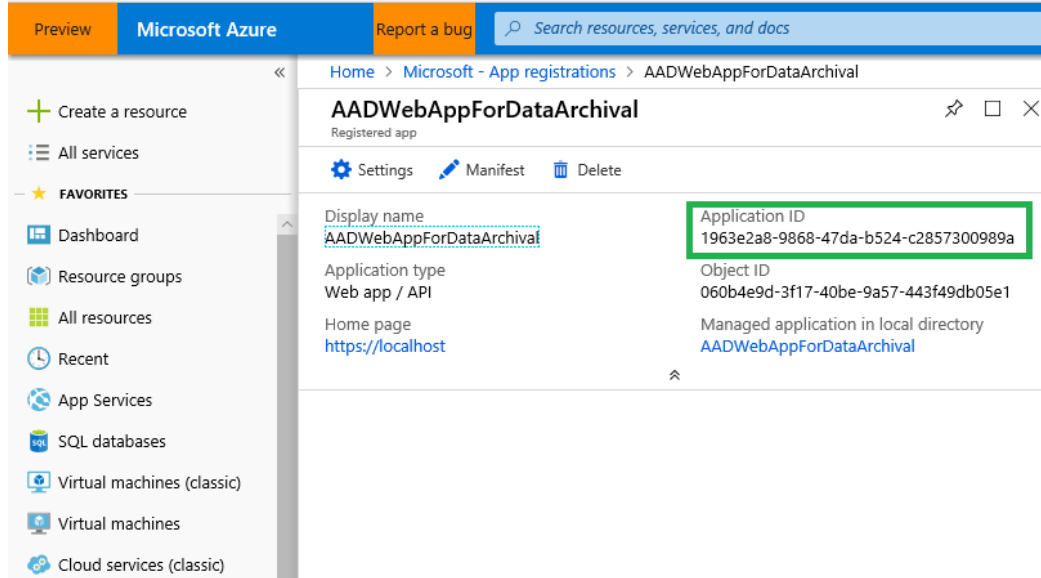 Preview
Microsoft Azure
Report a bug
Search resources, services, and docs
«
Home > Microsoft - App registrations > AADWebAppForDataArchival
Create a resource
All services
FAVORITES
Dashboard
Resource groups
All resources
Recent
App Services
SQL databases
Virtual machines (classic)
Virtual machines
Cloud services (classic)
AADWebAppForDataArchival
Registered app
Settings
Manifest
Delete
Display name
AADWebAppForDataArchival
Application type
Web app / API
Home page
https://localhost
Application ID
1963e2a8-9868-47da-b524-c2857300989a
Object ID
060b4e9d-3f17-40be-9a57-443f49db05e1
Managed application in local directory
AADWebAppForDataArchival